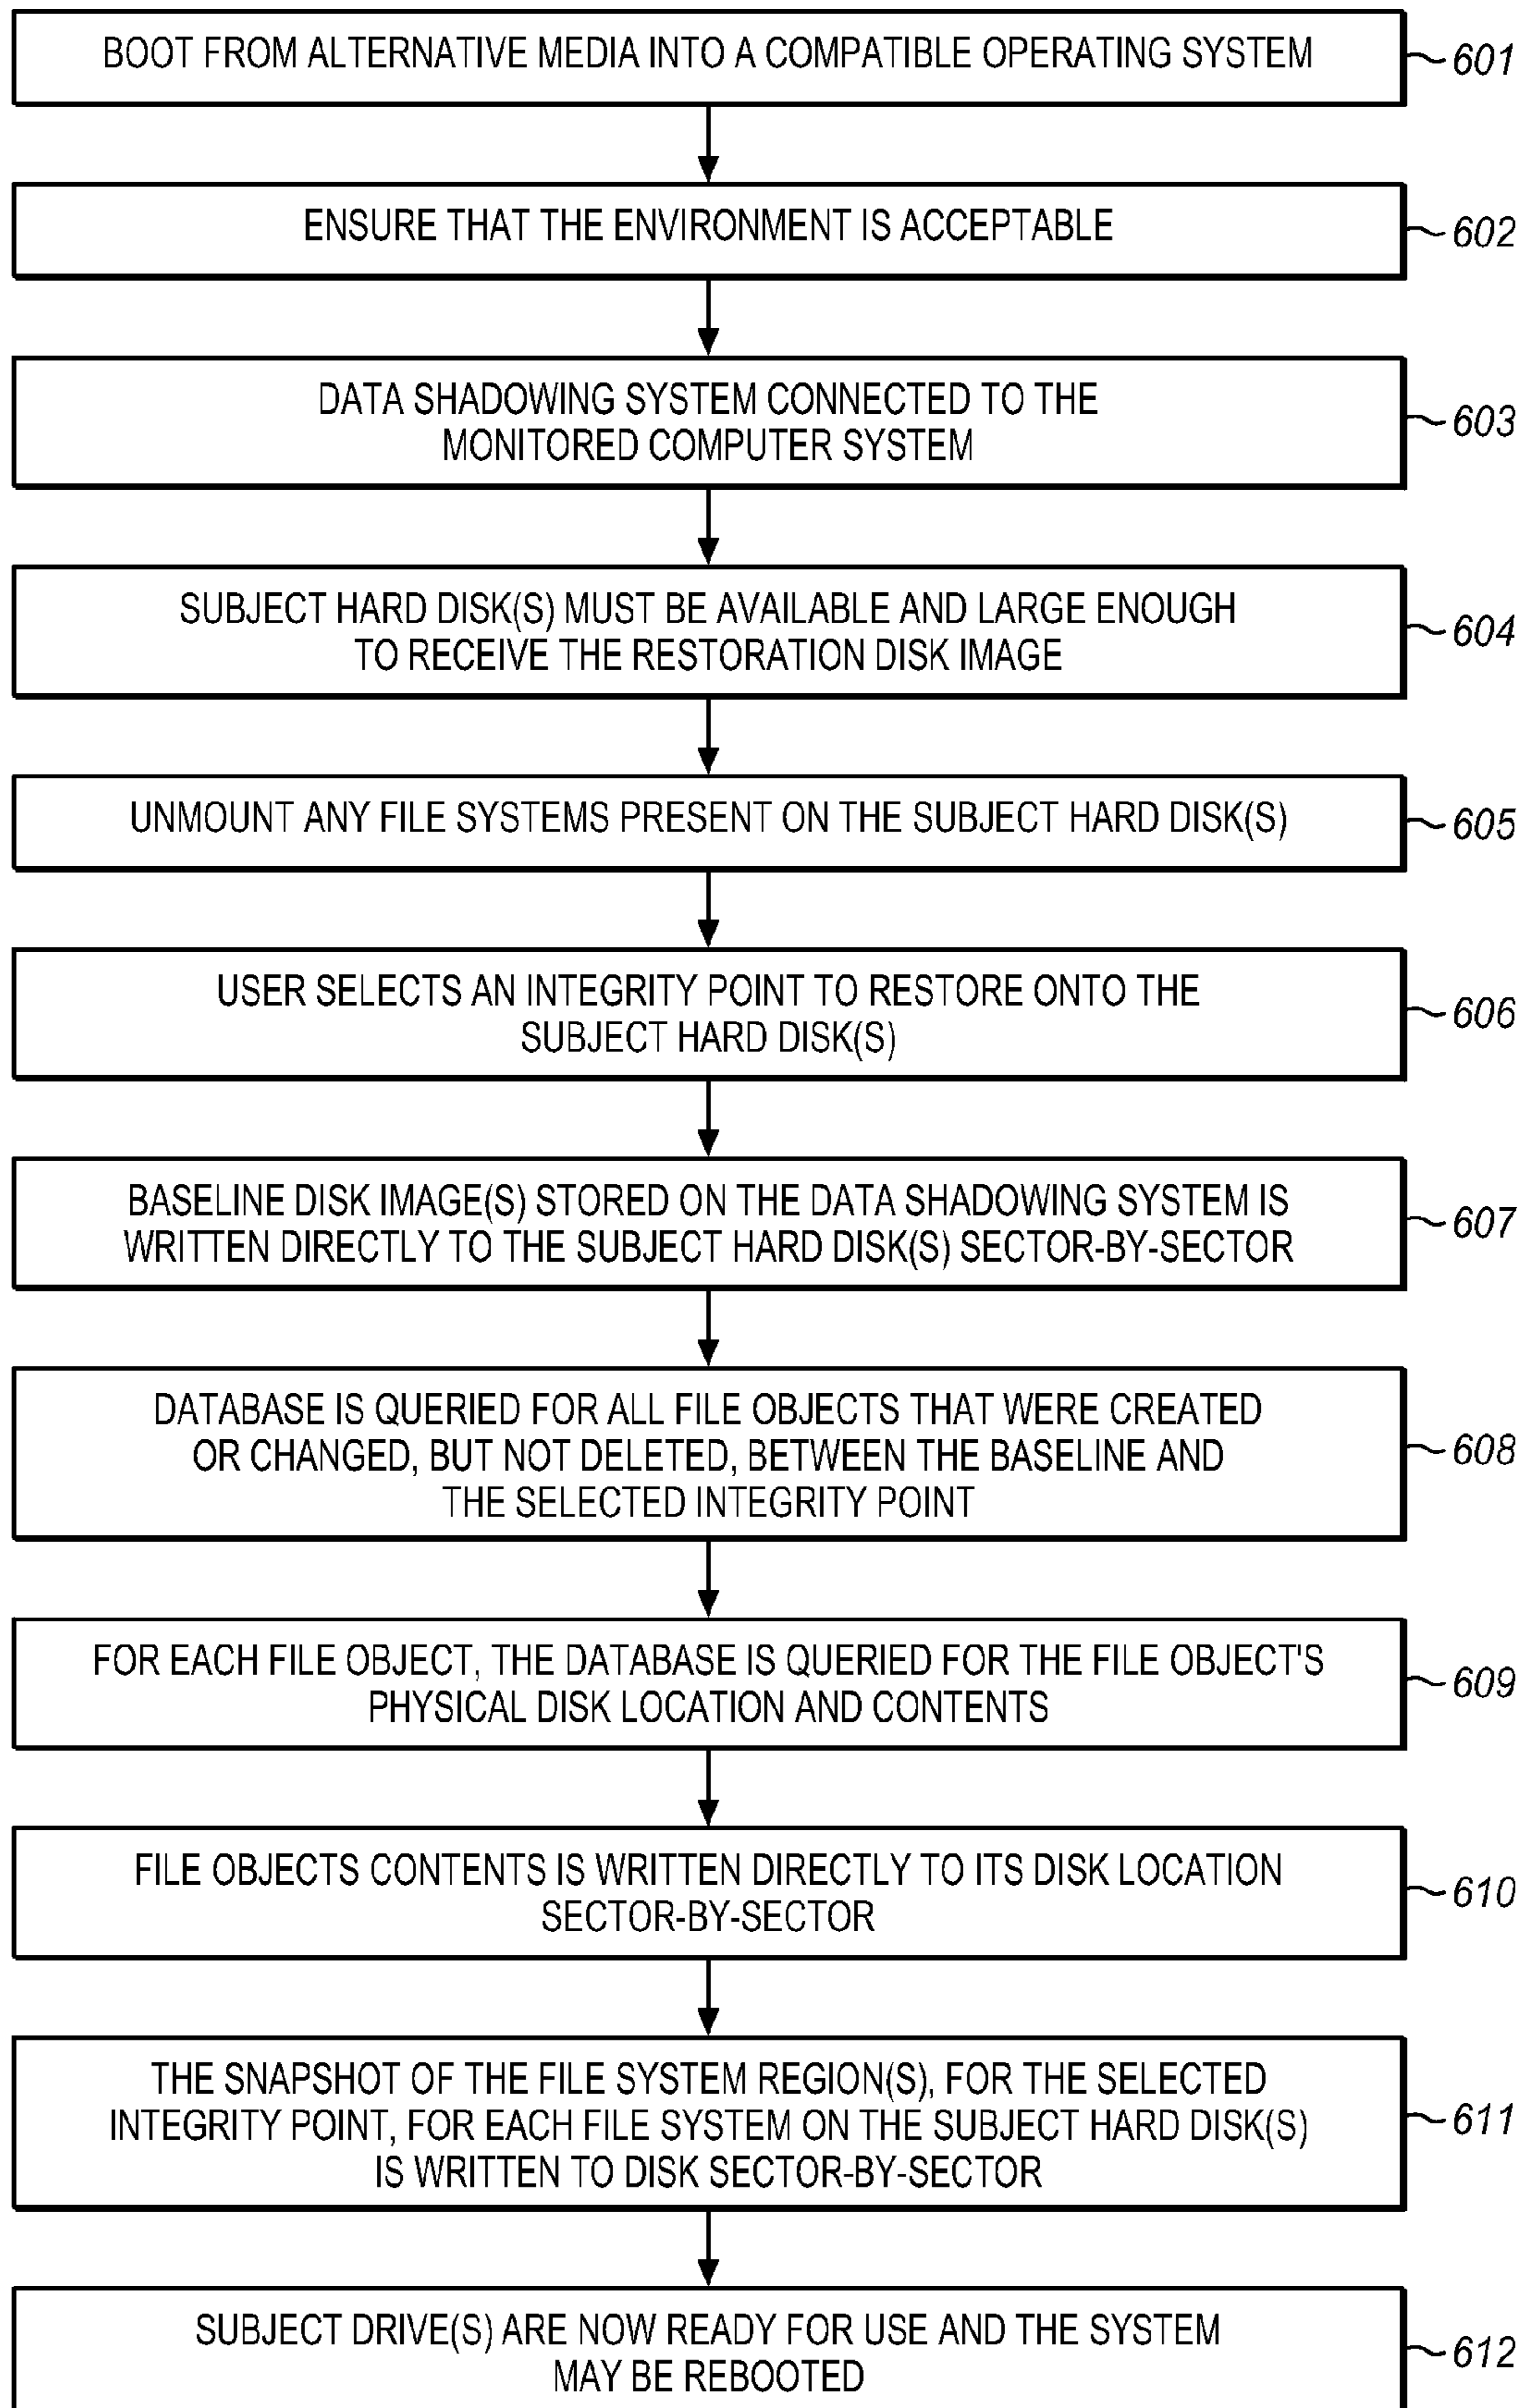 BOOT FROM ALTERNATIVE MEDIA INTO A COMPATIBLE OPERATING SYSTEM
601
ENSURE THAT THE ENVIRONMENT IS ACCEPTABLE
602
DATA SHADOWING SYSTEM CONNECTED TO THE
MONITORED COMPUTER SYSTEM
603
SUBJECT HARD DISK(S) MUST BE AVAILABLE AND LARGE ENOUGH
TO RECEIVE THE RESTORATION DISK IMAGE
604
UNMOUNT ANY FILE SYSTEMS PRESENT ON THE SUBJECT HARD DISK(S)
605
USER SELECTS AN INTEGRITY POINT TO RESTORE ONTO THE
SUBJECT HARD DISK(S)
606
BASELINE DISK IMAGE(S) STORED ON THE DATA SHADOWING SYSTEM IS
WRITTEN DIRECTLY TO THE SUBJECT HARD DISK(S) SECTOR-BY-SECTOR
607
DATABASE IS QUERIED FOR ALL FILE OBJECTS THAT WERE CREATED
OR CHANGED, BUT NOT DELETED, BETWEEN THE BASELINE AND
THE SELECTED INTEGRITY POINT
608
FOR EACH FILE OBJECT, THE DATABASE IS QUERIED FOR THE FILE OBJECT'S
PHYSICAL DISK LOCATION AND CONTENTS
609
FILE OBJECTS CONTENTS IS WRITTEN DIRECTLY TO ITS DISK LOCATION
SECTOR-BY-SECTOR
610
THE SNAPSHOT OF THE FILE SYSTEM REGION(S), FOR THE SELECTED
INTEGRITY POINT, FOR EACH FILE SYSTEM ON THE SUBJECT HARD DISK(S)
IS WRITTEN TO DISK SECTOR-BY-SECTOR
611
SUBJECT DRIVE(S) ARE NOW READY FOR USE AND THE SYSTEM
MAY BE REBOOTED
612